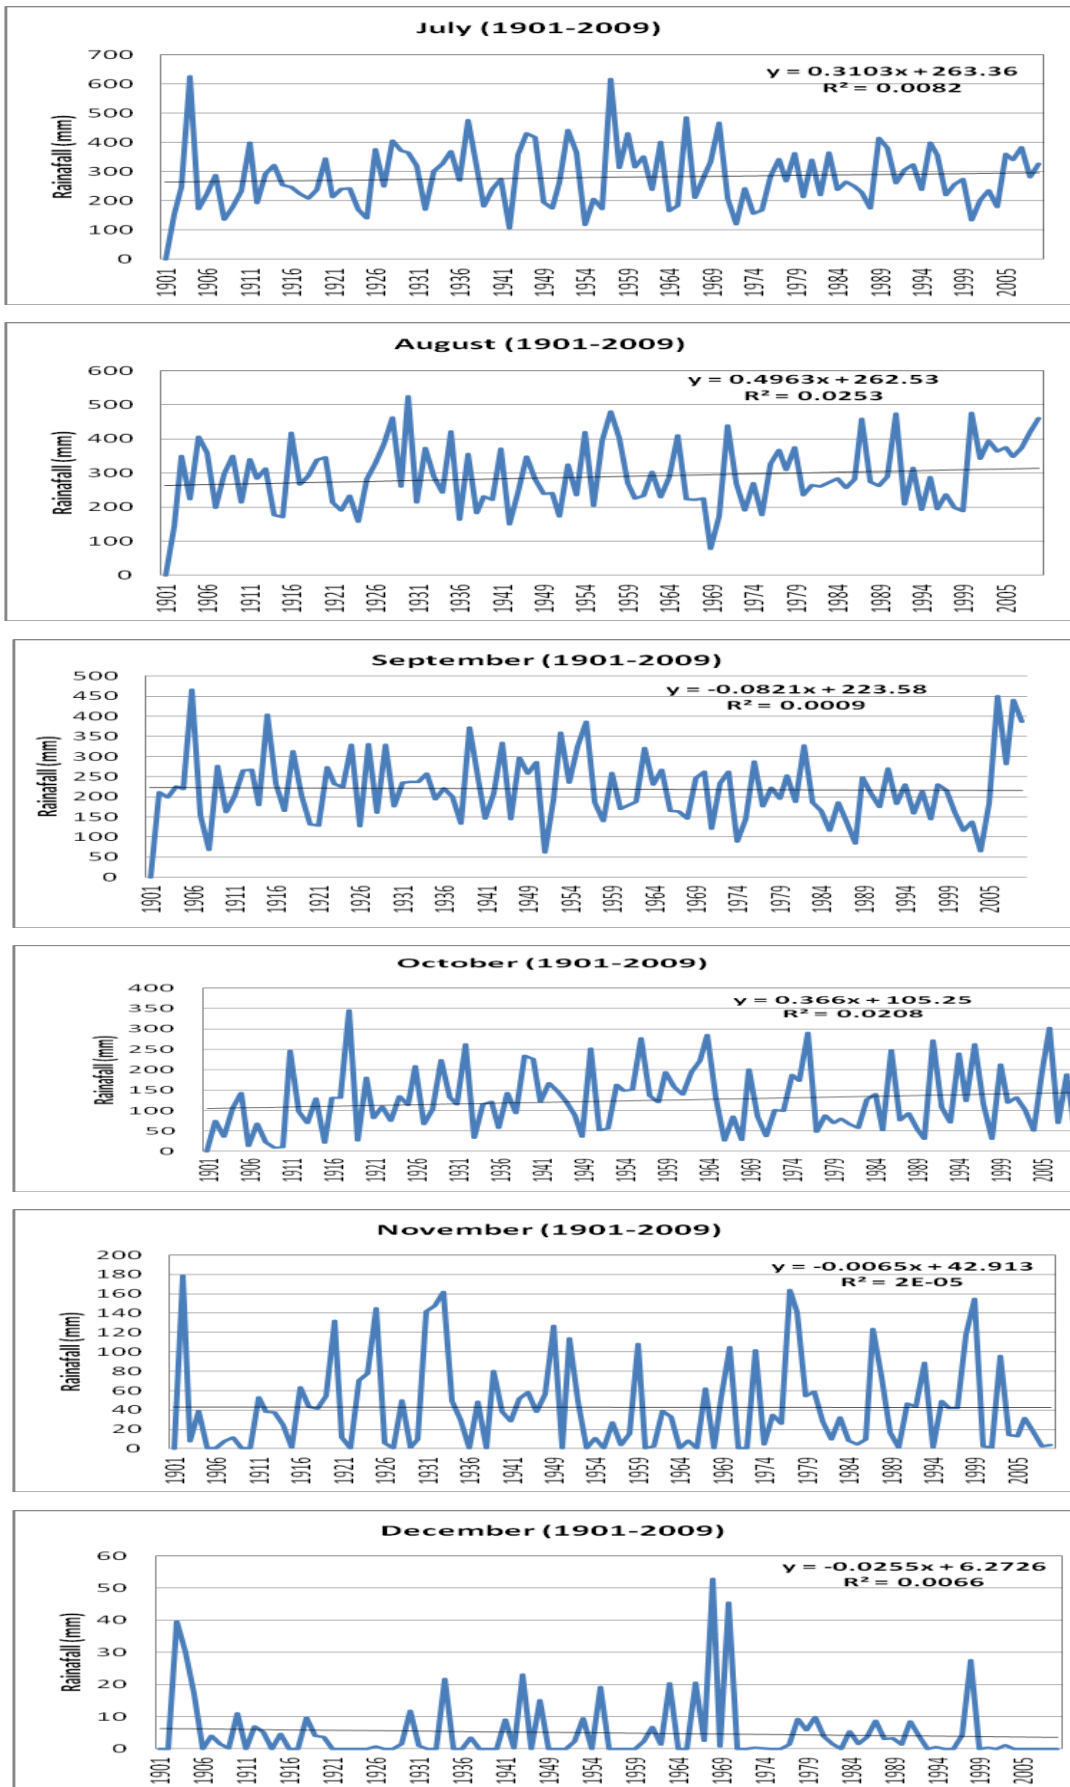 July (1901-2009)
y = 0.3103x + 263.36
R² = 0.0082
Rainafall (mm)
700
600
500
400
300
200
100
0
1901 1906 1911 1916 1921 1926 1931 1936 1941 1949 1954 1959 1964 1969 1974 1979 1984 1989 1994 1999 2005
August (1901-2009)
y = 0.4963x + 262.53
R² = 0.0253
Rainafall (mm)
600
500
400
300
200
100
0
1901 1906 1911 1916 1921 1926 1931 1936 1941 1949 1954 1959 1964 1969 1974 1979 1984 1989 1994 1999 2005
September (1901-2009)
y = -0.0821x + 223.58
R² = 0.0009
Rainafall (mm)
500
450
400
350
300
250
200
150
100
50
0
1901 1906 1911 1916 1921 1926 1931 1936 1941 1949 1954 1959 1964 1969 1974 1979 1984 1989 1994 1999 2005
October (1901-2009)
y = 0.366x + 105.25
R² = 0.0208
Rainafall (mm)
400
350
300
250
200
150
100
50
0
1901 1906 1911 1916 1921 1926 1931 1936 1941 1949 1954 1959 1964 1969 1974 1979 1984 1989 1994 1999 2005
November (1901-2009)
y = -0.0065x + 42.913
R² = 2E-05
Rainafall (mm)
200
180
160
140
120
100
80
60
40
20
0
1901 1906 1911 1916 1921 1926 1931 1936 1941 1949 1954 1959 1964 1969 1974 1979 1984 1989 1994 1999 2005
December (1901-2009)
y = -0.0255x + 6.2726
R² = 0.0066
Rainafall (mm)
60
50
40
30
20
10
0
1901 1906 1911 1916 1921 1926 1931 1936 1941 1949 1954 1959 1964 1969 1974 1979 1984 1989 1994 1999 2005